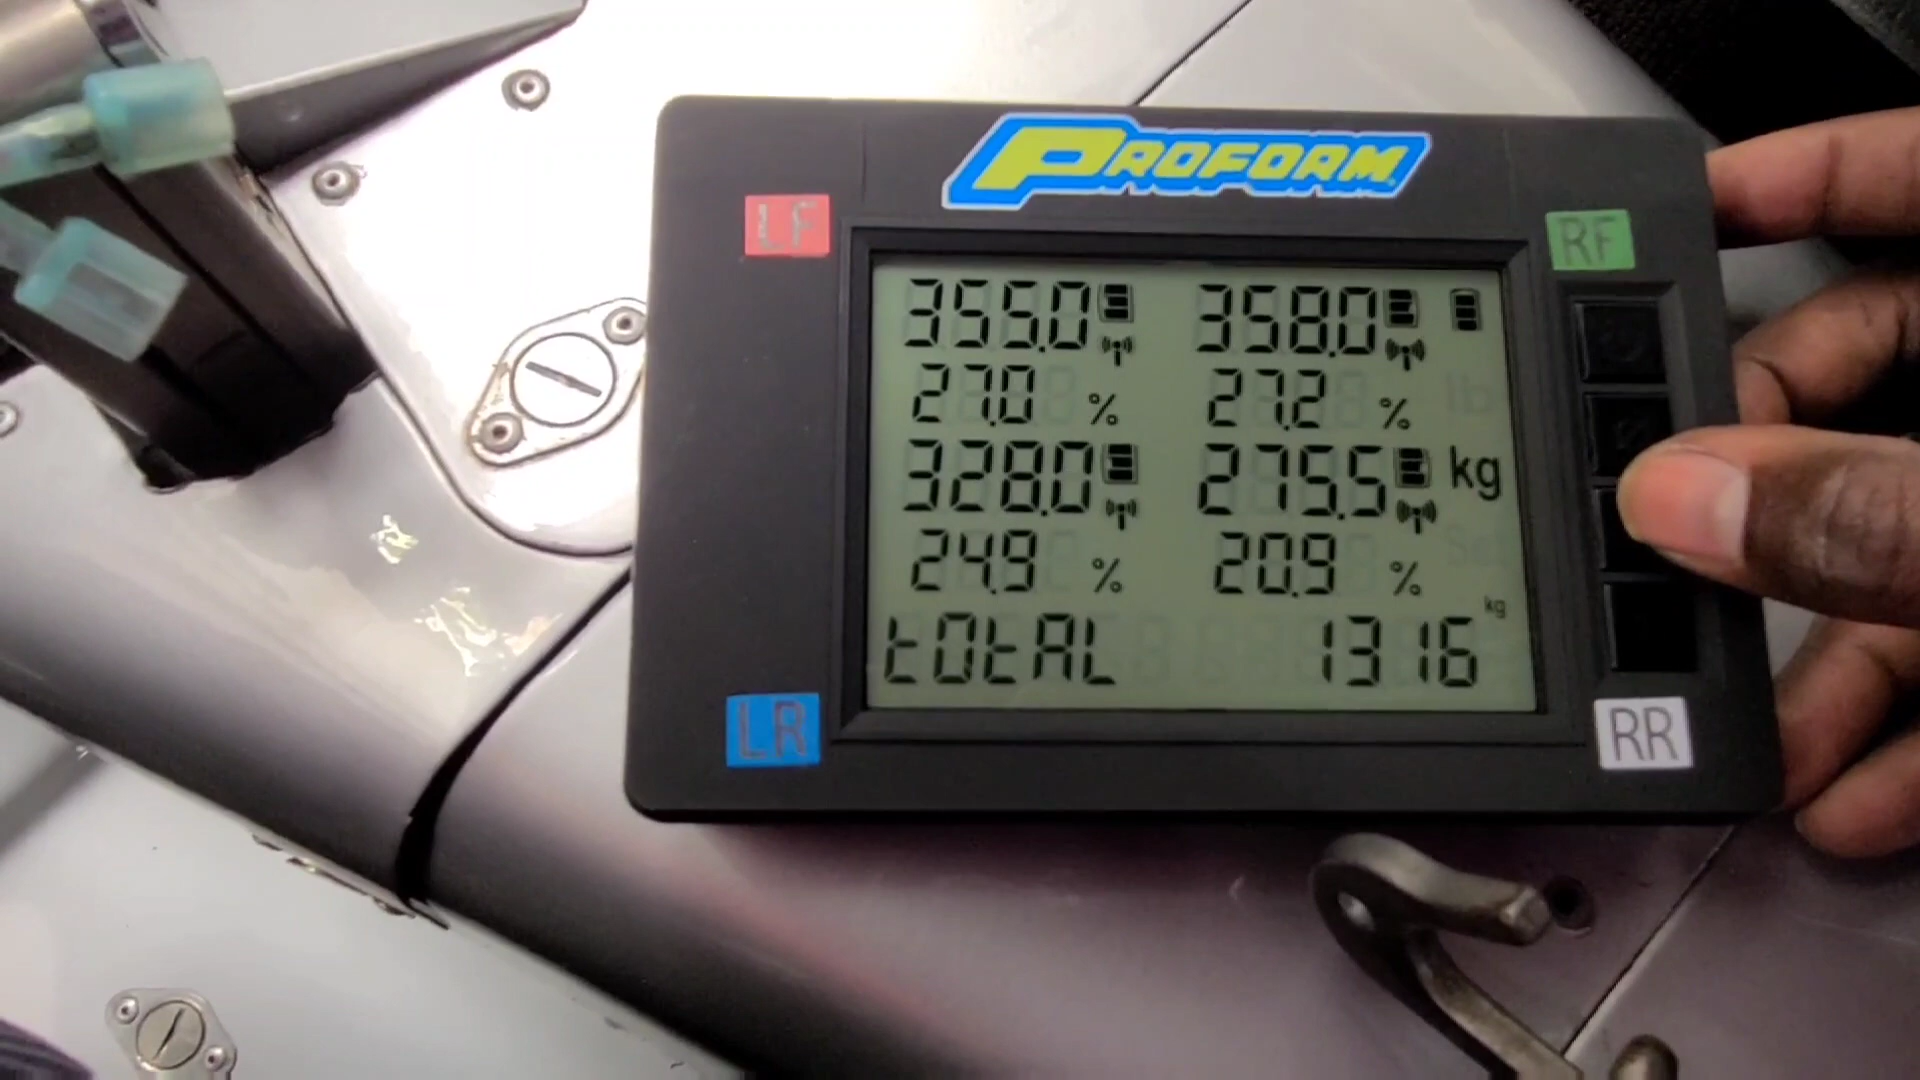 PROFORM
LF RF
355.0 358.0
27.0 % 27.2 %
328.0 275.5 kg
24.9 % 20.9 %
kg
tOtAL 1316
LR RR